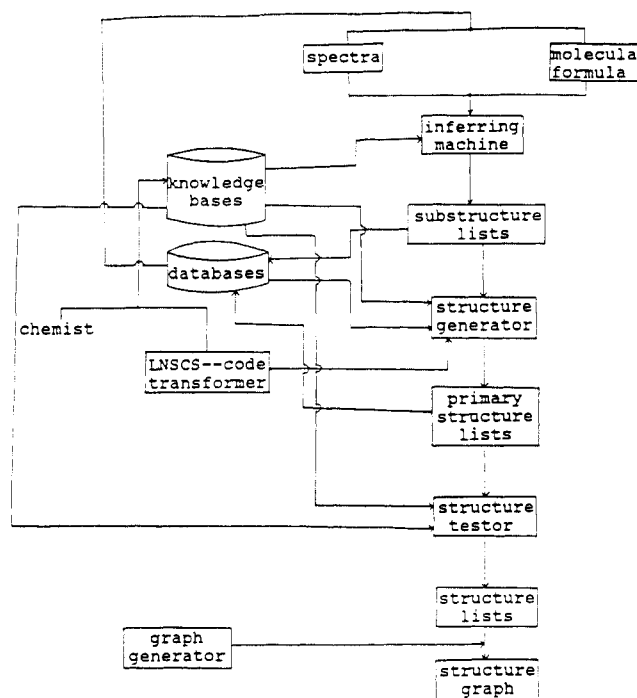 spectra
molecula
formula
inferring
machine
knowledge
bases
substructure
lists
databases
structure
generator
chemist
LNSCS--code
transformer
primary
structure
lists
structure
testor
structure
lists
graph
generator
structure
graph